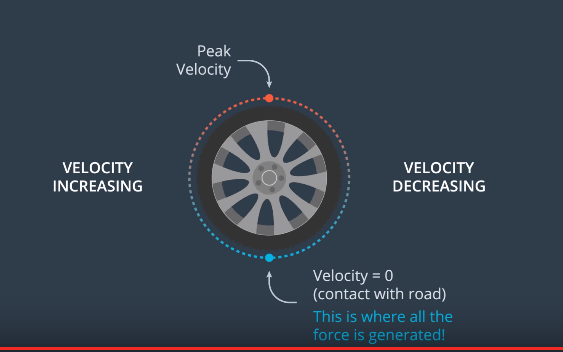 Peak
Velocity
VELOCITY
INCREASING
VELOCITY
DECREASING
Velocity = 0
(contact with road)
This is where all the
force is generated!